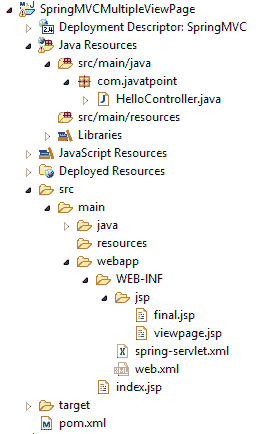 SpringMVCMultipleViewPage
Deployment Descriptor: SpringMVC
Java Resources
src/main/java
com.javatpoint
HelloController.java
src/main/resources
Libraries
JavaScript Resources
Deployed Resources
src
main
java
resources
webapp
WEB-INF
jsp
final.jsp
viewpage.jsp
spring-servlet.xml
web.xml
index.jsp
target
pom.xml